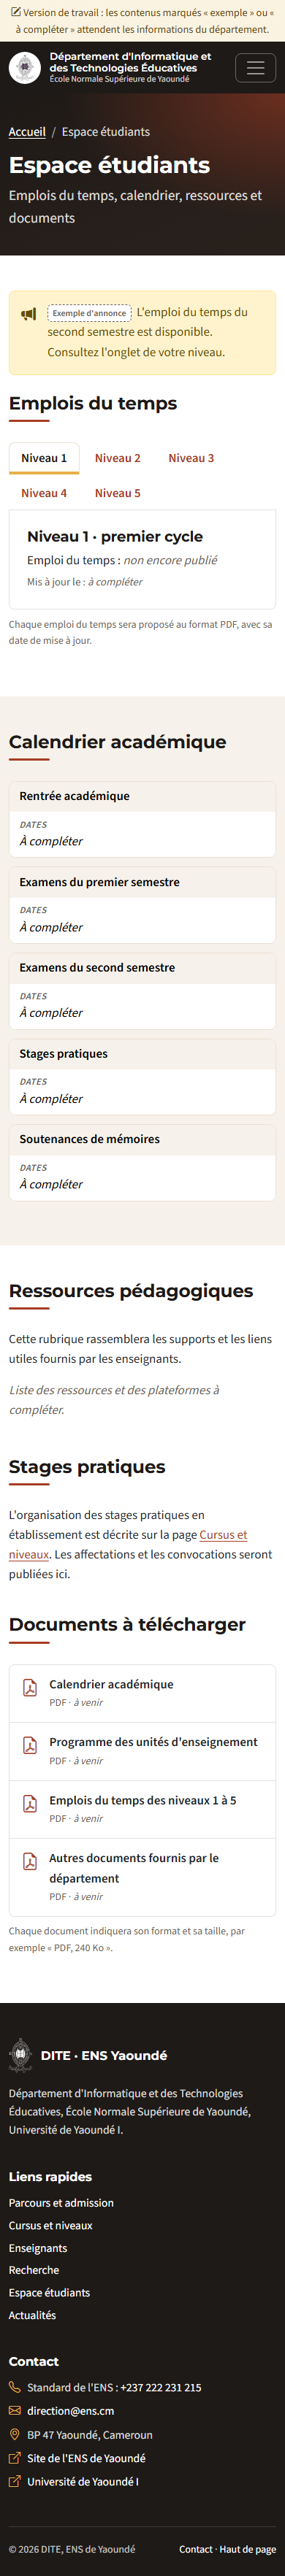 Version de travail : les contenus marqués « exemple » ou «
à compléter » attendent les informations du département.
Département d'Informatique et
des Technologies Éducatives
École Normale Supérieure de Yaoundé
Accueil / Espace étudiants
Espace étudiants
Emplois du temps, calendrier, ressources et
documents
Exemple d'annonce L'emploi du temps du
second semestre est disponible.
Consultez l'onglet de votre niveau.
Emplois du temps
Niveau 1 Niveau 2 Niveau 3
Niveau 4 Niveau 5
Niveau 1 · premier cycle
Emploi du temps : non encore publié
Mis à jour le : à compléter
Chaque emploi du temps sera proposé au format PDF, avec sa
date de mise à jour.
Calendrier académique
Rentrée académique
DATES
À compléter
Examens du premier semestre
DATES
À compléter
Examens du second semestre
DATES
À compléter
Stages pratiques
DATES
À compléter
Soutenances de mémoires
DATES
À compléter
Ressources pédagogiques
Cette rubrique rassemblera les supports et les liens
utiles fournis par les enseignants.
Liste des ressources et des plateformes à
compléter.
Stages pratiques
L'organisation des stages pratiques en
établissement est décrite sur la page Cursus et
niveaux. Les affectations et les convocations seront
publiées ici.
Documents à télécharger
Calendrier académique
PDF · à venir
Programme des unités d'enseignement
PDF · à venir
Emplois du temps des niveaux 1 à 5
PDF · à venir
Autres documents fournis par le
département
PDF · à venir
Chaque document indiquera son format et sa taille, par
exemple « PDF, 240 Ko ».
DITE · ENS Yaoundé
Département d'Informatique et des Technologies
Éducatives, École Normale Supérieure de Yaoundé,
Université de Yaoundé I.
Liens rapides
Parcours et admission
Cursus et niveaux
Enseignants
Recherche
Espace étudiants
Actualités
Contact
Standard de l'ENS : +237 222 231 215
direction@ens.cm
BP 47 Yaoundé, Cameroun
Site de l'ENS de Yaoundé
Université de Yaoundé I
© 2026 DITE, ENS de Yaoundé Contact · Haut de page